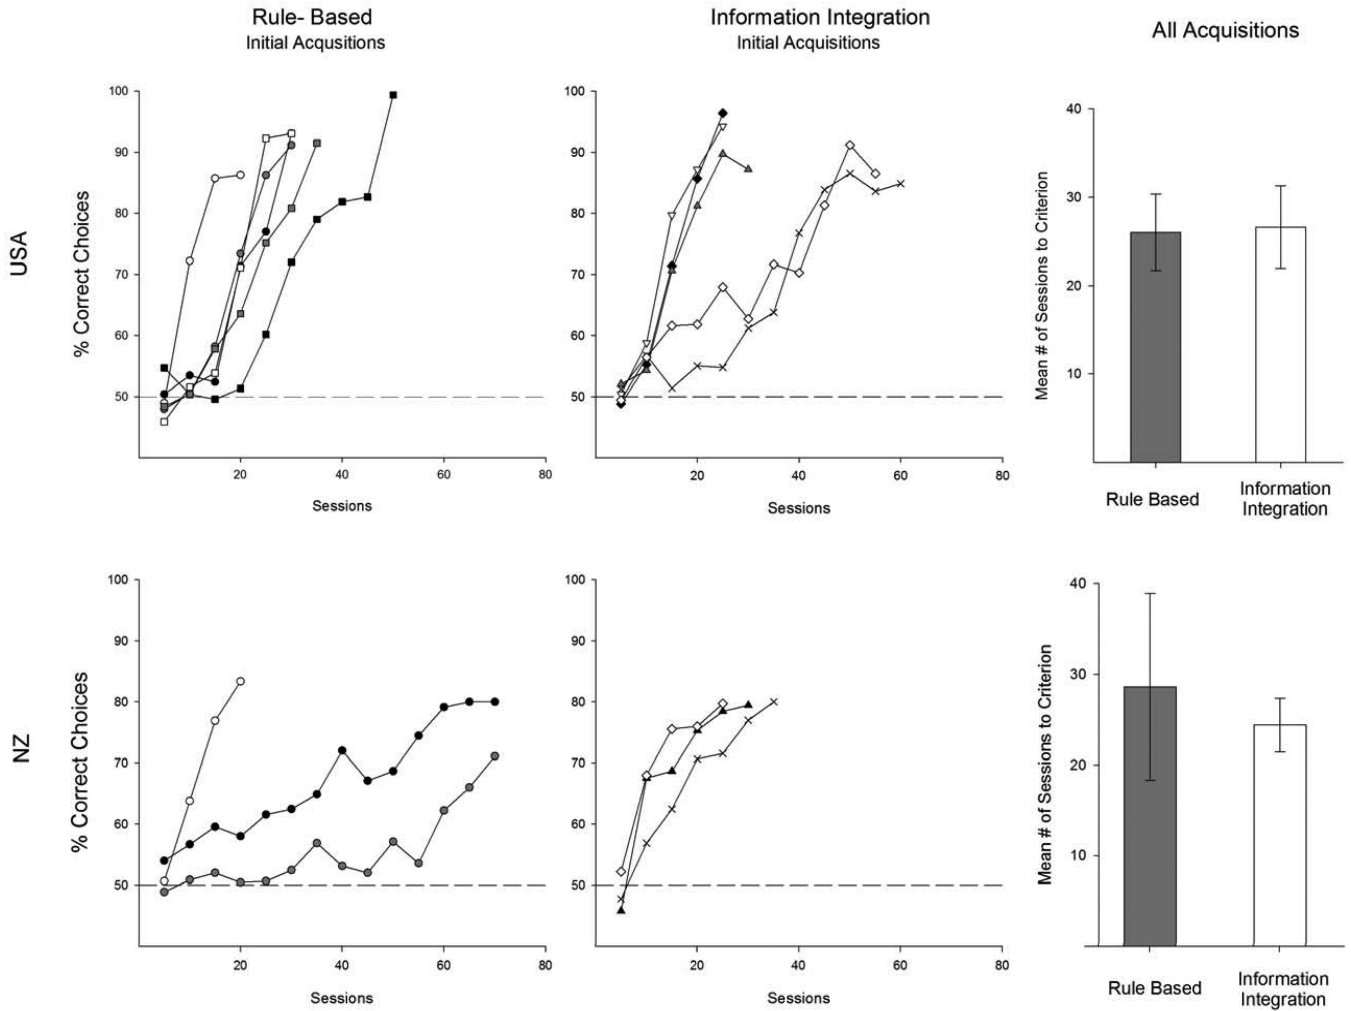 Rule- Based
Initial Acqusitions
Information Integration
Initial Acquisitions
All Acquisitions
USA
% Correct Choices
100
90
80
70
60
50
20
40
60
80
Sessions
100
90
80
70
60
50
20
40
60
80
Sessions
Mean # of Sessions to Criterion
40
30
20
10
Rule Based
Information
Integration
NZ
% Correct Choices
100
90
80
70
60
50
20
40
60
80
Sessions
100
90
80
70
60
50
20
40
60
80
Sessions
Mean # of Sessions to Criterion
40
30
20
10
Rule Based
Information
Integration